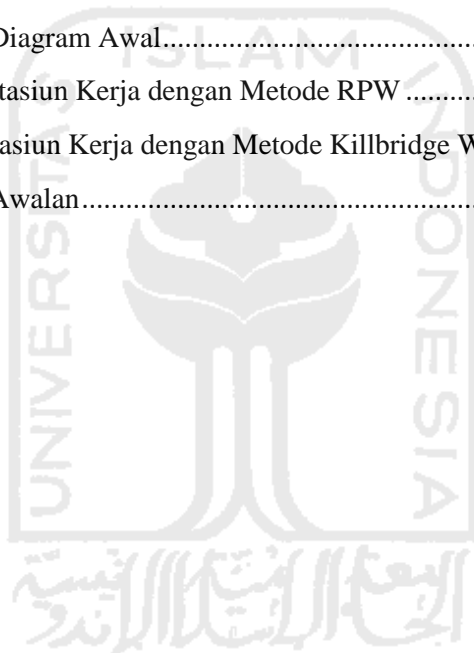 Diagram Awal..............................................
tasiun Kerja dengan Metode RPW ............
asiun Kerja dengan Metode Killbridge W
Awalan..........................................................
ISLAM
UNIVERSITAS
INDONESIA